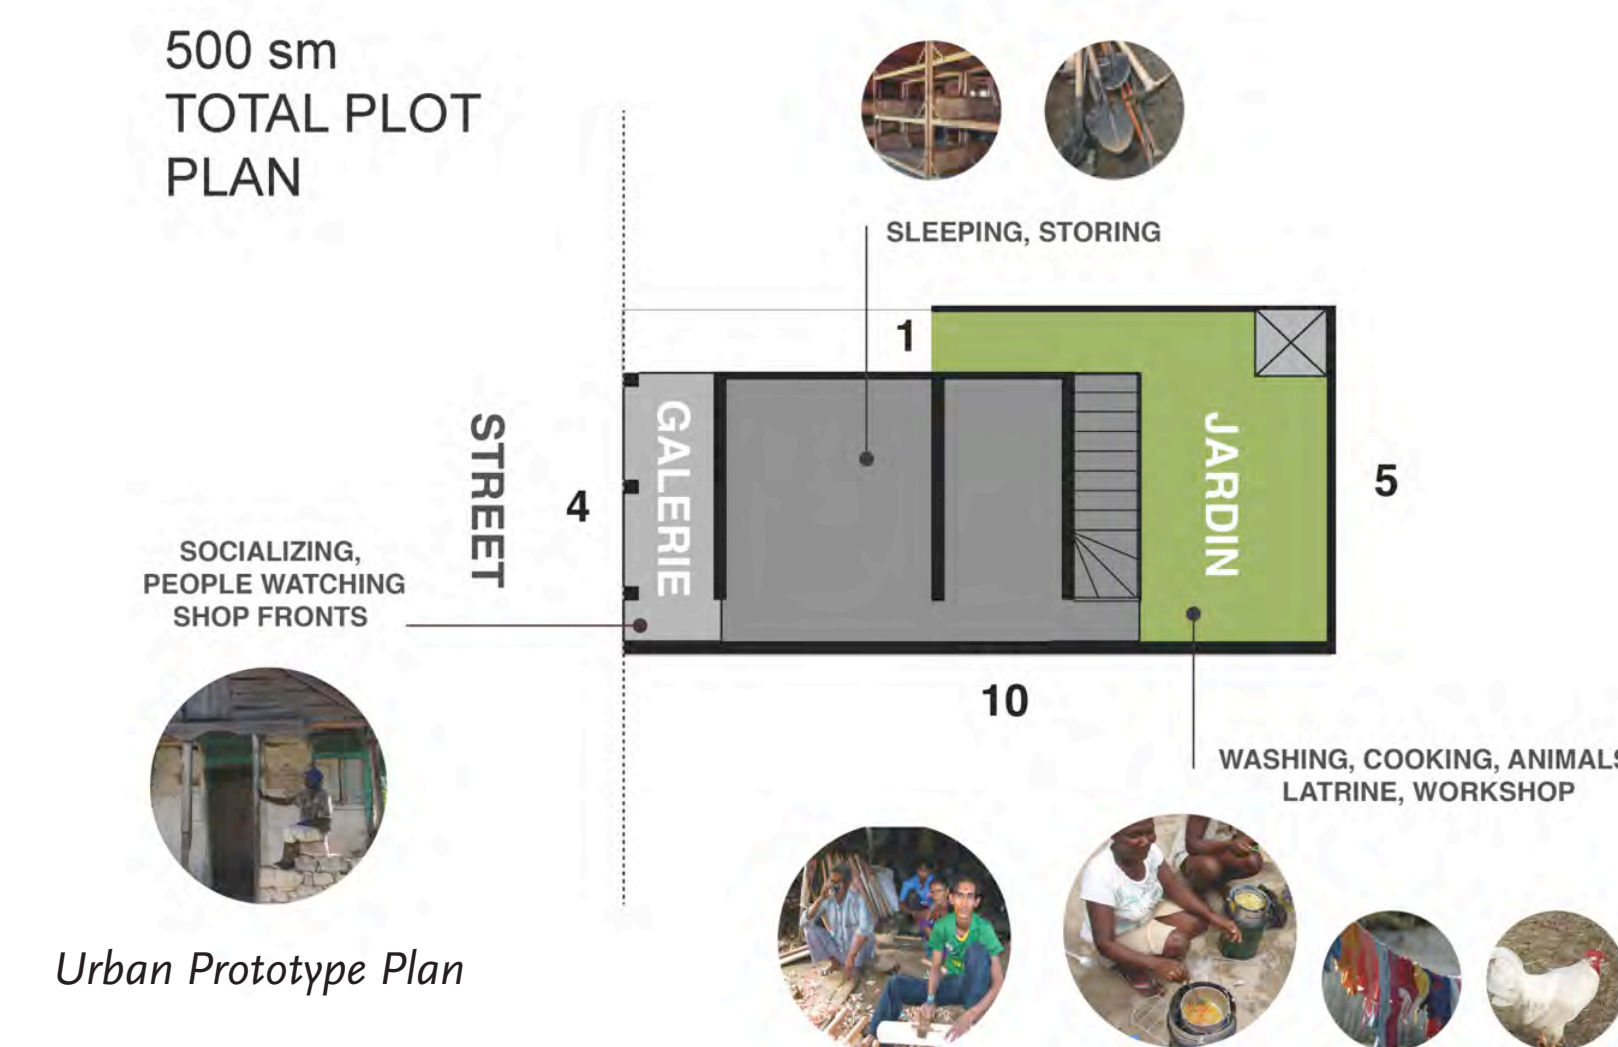 500 sm
TOTAL PLOT
PLAN
SLEEPING, STORING
1
STREET
4
GALERIE
JARDIN
5
SOCIALIZING,
PEOPLE WATCHING
SHOP FRONTS
10
WASHING, COOKING, ANIMALS
LATRINE, WORKSHOP
Urban Prototype Plan